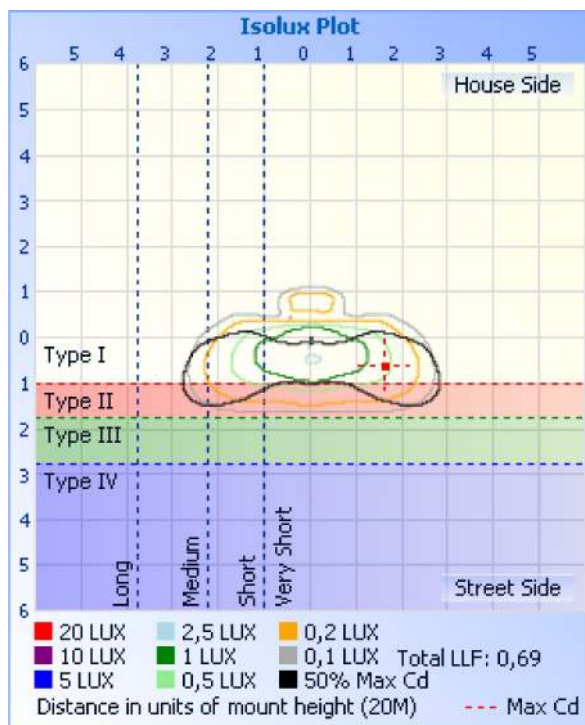 Isolux Plot
5 4 3 2 1 0 1 2 3 4 5
6
House Side
5
4
3
2
1
0
Type I
1
Type II
2
Type III
3
Type IV
4
5
Long
Medium
Short
Very Short
6
Street Side
20 LUX 2,5 LUX 0,2 LUX
10 LUX 1 LUX 0,1 LUX Total LLF: 0,69
5 LUX 0,5 LUX 50% Max Cd
Distance in units of mount height (20M) --- Max Cd